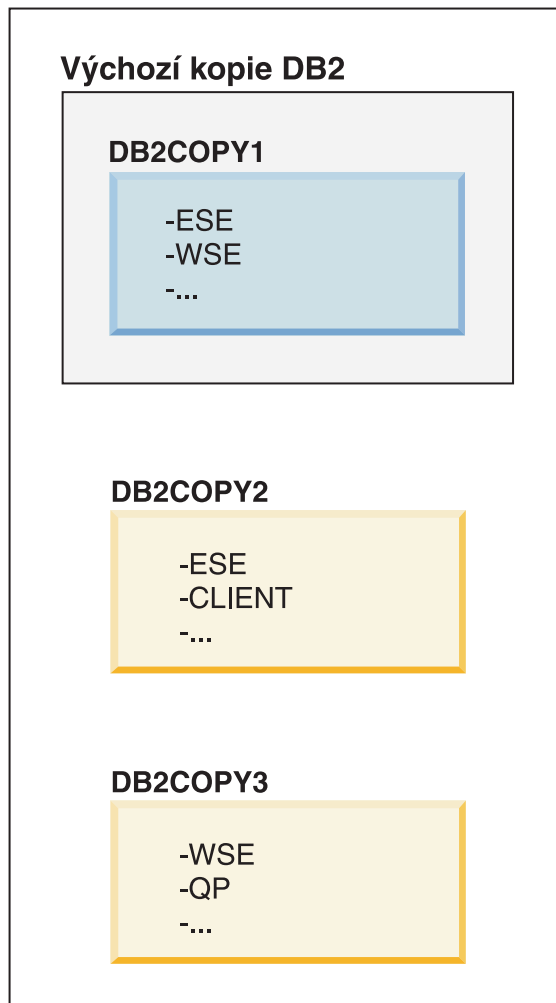 Výchozí kopie DB2
DB2COPY1
-ESE
-WSE
-...
DB2COPY2
-ESE
-CLIENT
-...
DB2COPY3
-WSE
-QP
-...